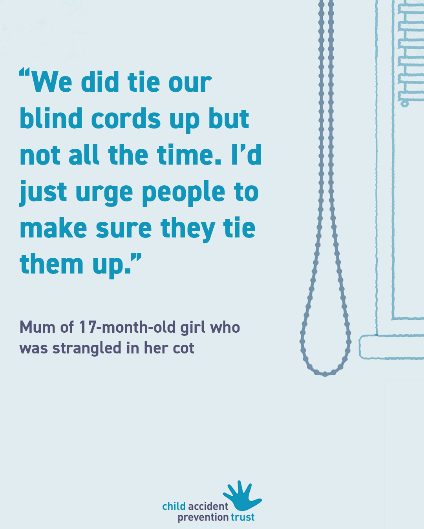 “We did tie our
blind cords up but
not all the time. I’d
just urge people to
make sure they tie
them up.”
Mum of 17-month-old girl who
was strangled in her cot
child accident
prevention trust